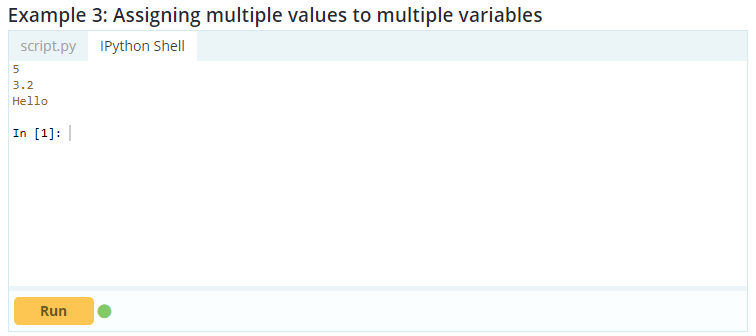 Example 3: Assigning multiple values to multiple variables
script.py IPython Shell
5
3.2
Hello
In [1]:
Run